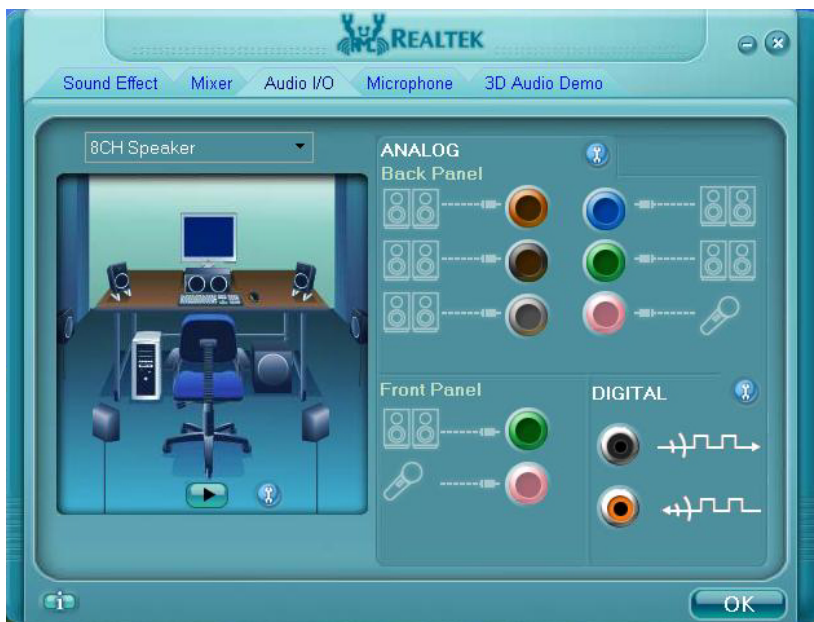 REALTEK
Sound Effect Mixer Audio I/O Microphone 3D Audio Demo
8CH Speaker
ANALOG
Back Panel
Front Panel
DIGITAL
i
OK